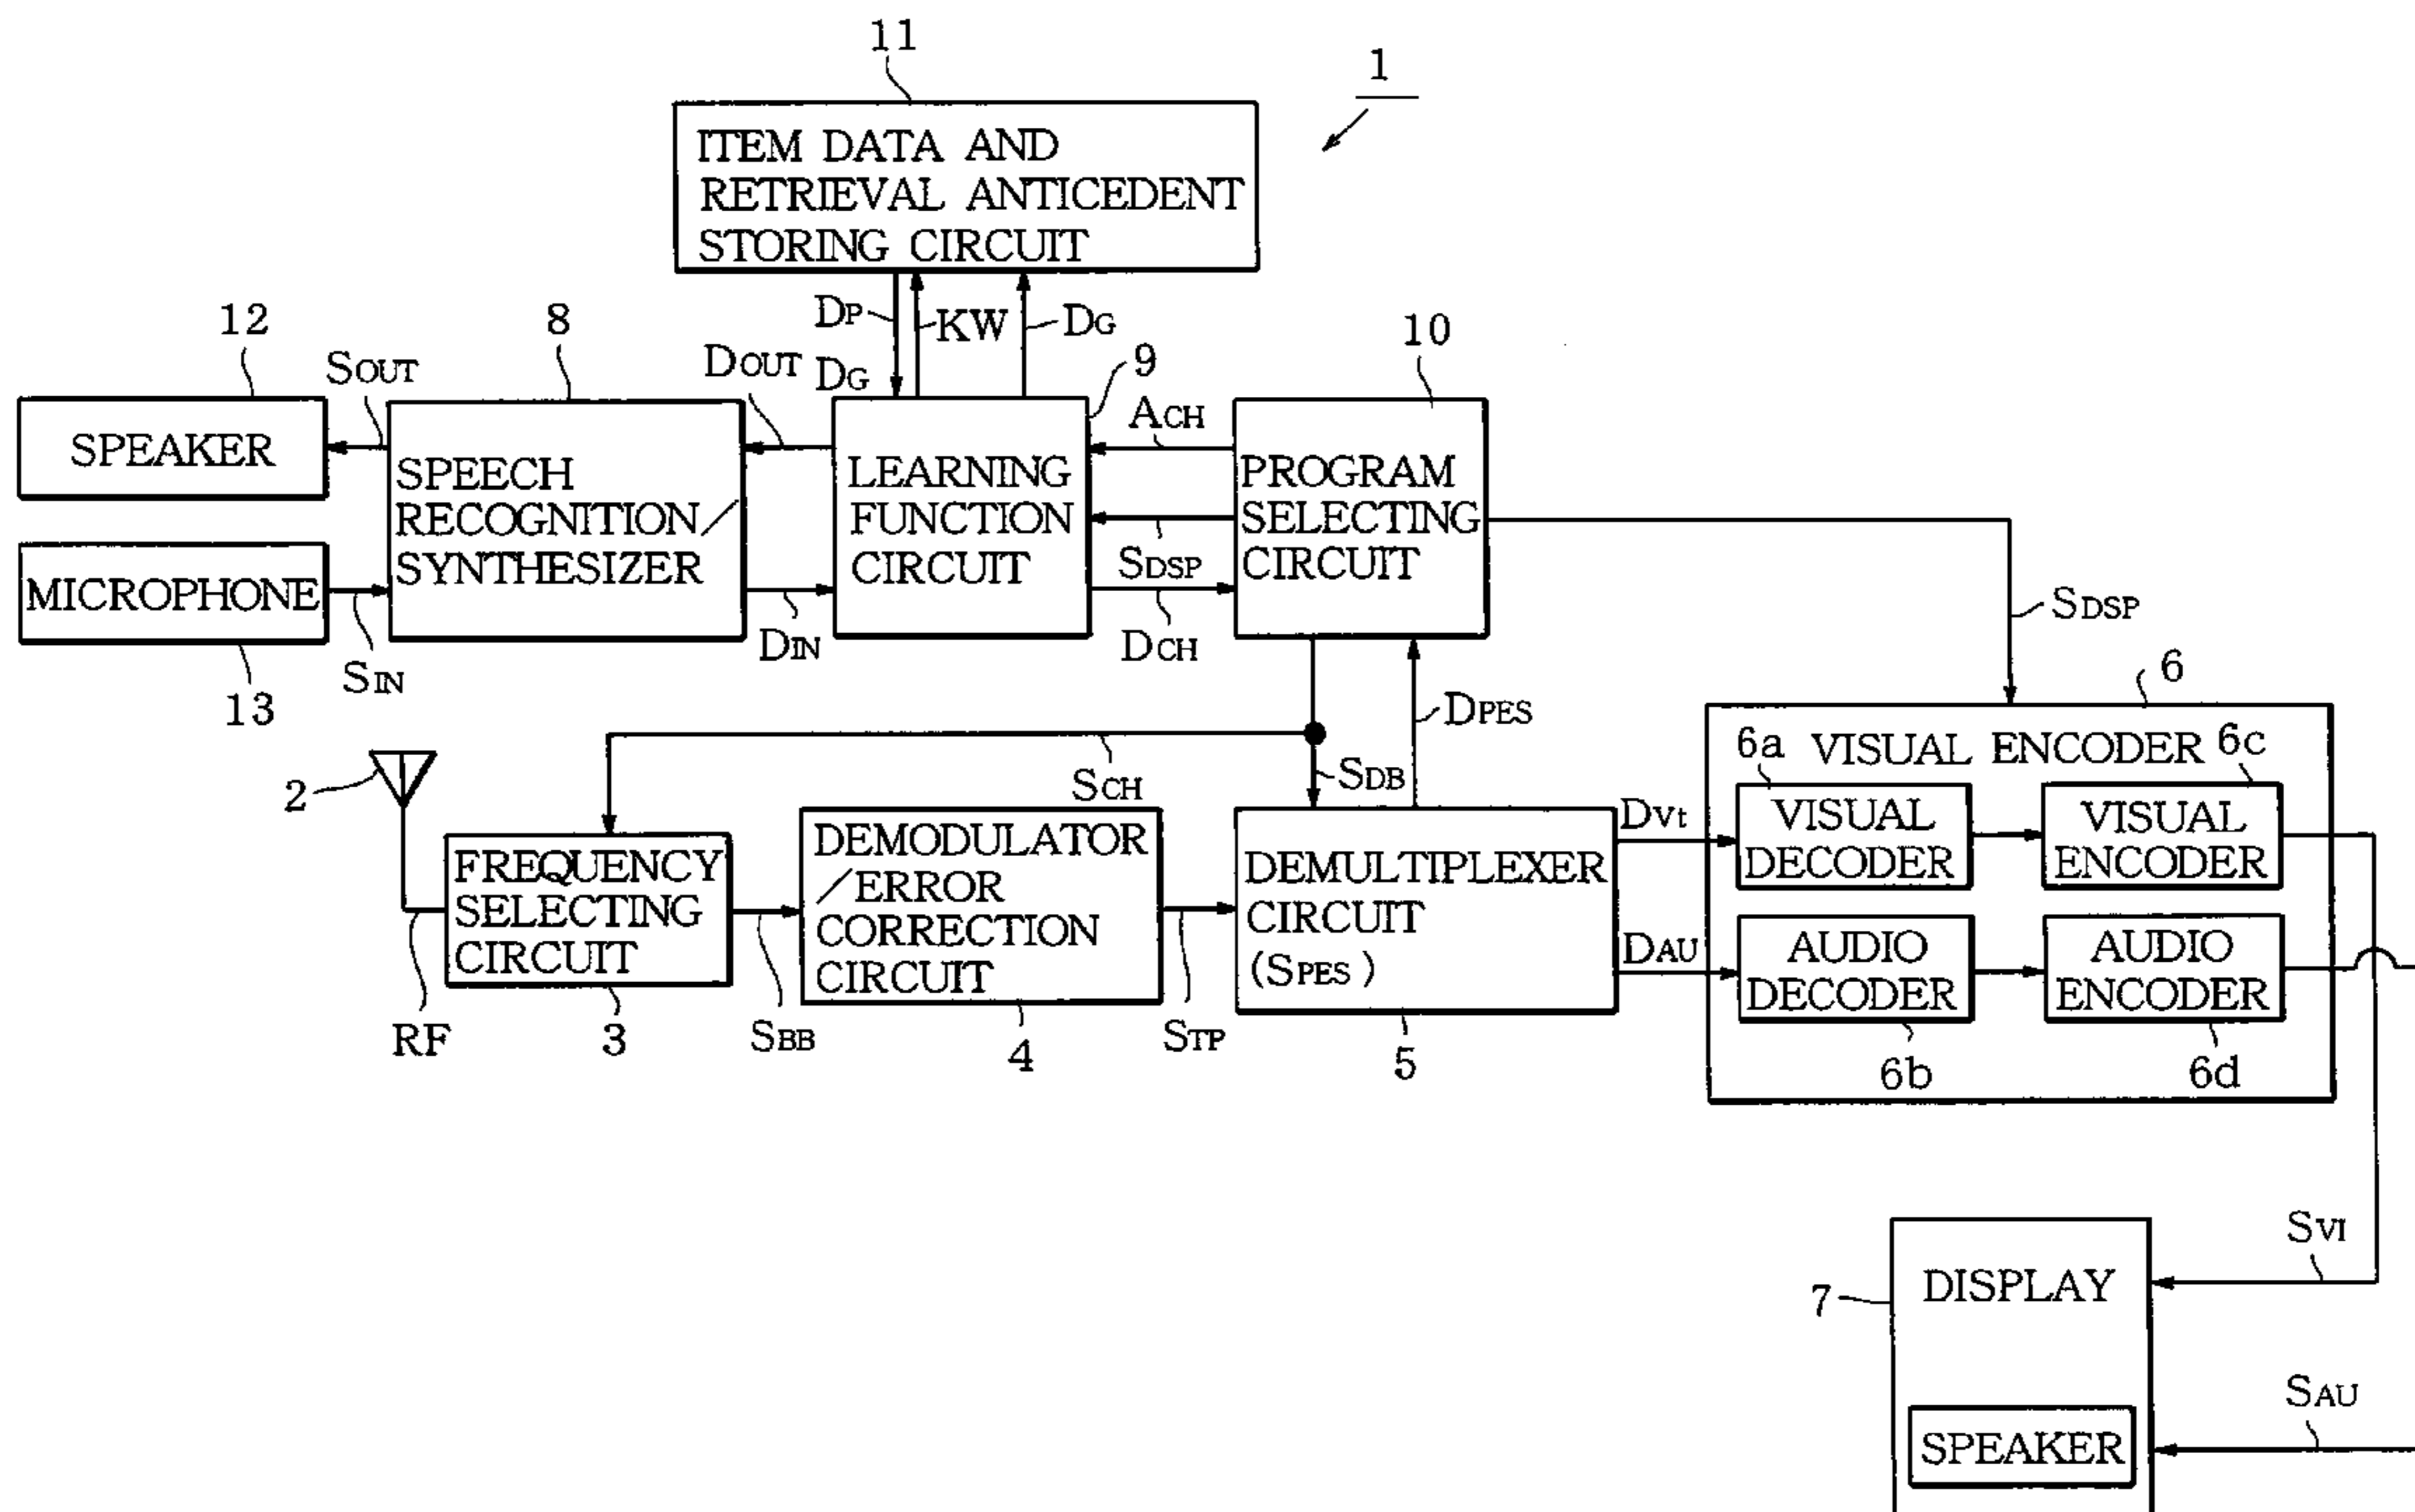 11
1
ITEM DATA AND
RETRIEVAL ANTICEDENT
STORING CIRCUIT
12
8
DP
KW
DG
10
SOUT
DOUT
DG
9
ACH
SPEAKER
SPEECH
RECOGNITION/
SYNTHESIZER
LEARNING
FUNCTION
CIRCUIT
PROGRAM
SELECTING
CIRCUIT
MICROPHONE
SDSP
SDSP
SIN
DIN
DCH
13
6
DPES
2
SCH
SDB
6a
VISUAL ENCODER
6c
DVt
VISUAL
DECODER
VISUAL
ENCODER
FREQUENCY
SELECTING
CIRCUIT
DEMODULATOR
/ERROR
CORRECTION
CIRCUIT
DEMULTIPLEXER
CIRCUIT
(SPES)
DAU
AUDIO
DECODER
AUDIO
ENCODER
RF
3
SBB
4
STP
5
6b
6d
SVI
7
DISPLAY
SAU
SPEAKER